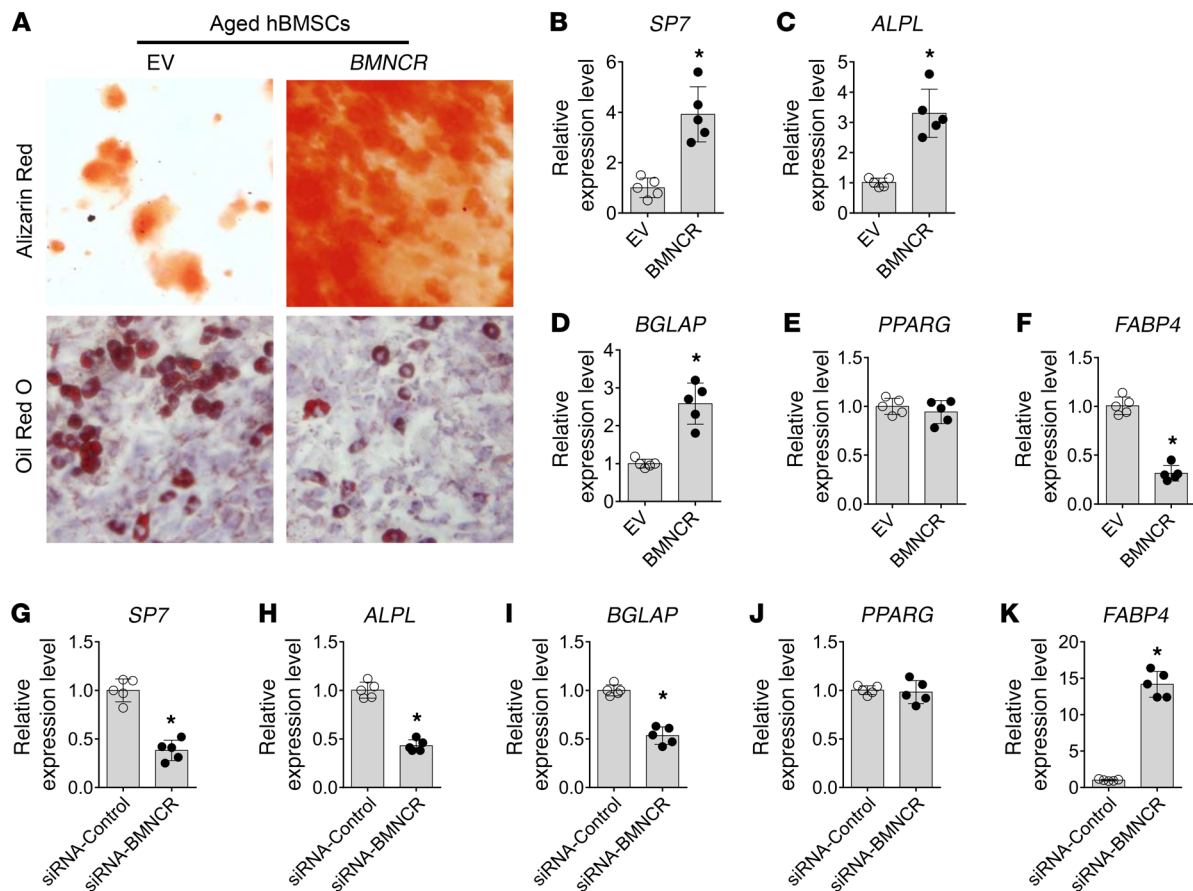 A
Aged hBMSCs
EV
BMNCR
Alizarin Red
Oil Red O
B
SP7
Relative
expression level
6
4
2
0
EV
BMNCR
*
C
ALPL
Relative
expression level
5
4
3
2
1
0
EV
BMNCR
*
D
BGLAP
Relative
expression level
4
3
2
1
0
EV
BMNCR
*
E
PPARG
Relative
expression level
1.5
1.0
0.5
0.0
EV
BMNCR
F
FABP4
Relative
expression level
1.5
1.0
0.5
0.0
EV
BMNCR
*
G
SP7
Relative
expression level
1.5
1.0
0.5
0.0
siRNA-Control
siRNA-BMNCR
*
H
ALPL
Relative
expression level
1.5
1.0
0.5
0.0
siRNA-Control
siRNA-BMNCR
*
I
BGLAP
Relative
expression level
1.5
1.0
0.5
0.0
siRNA-Control
siRNA-BMNCR
*
J
PPARG
Relative
expression level
1.5
1.0
0.5
0.0
siRNA-Control
siRNA-BMNCR
K
FABP4
Relative
expression level
20
15
10
5
0
siRNA-Control
siRNA-BMNCR
*